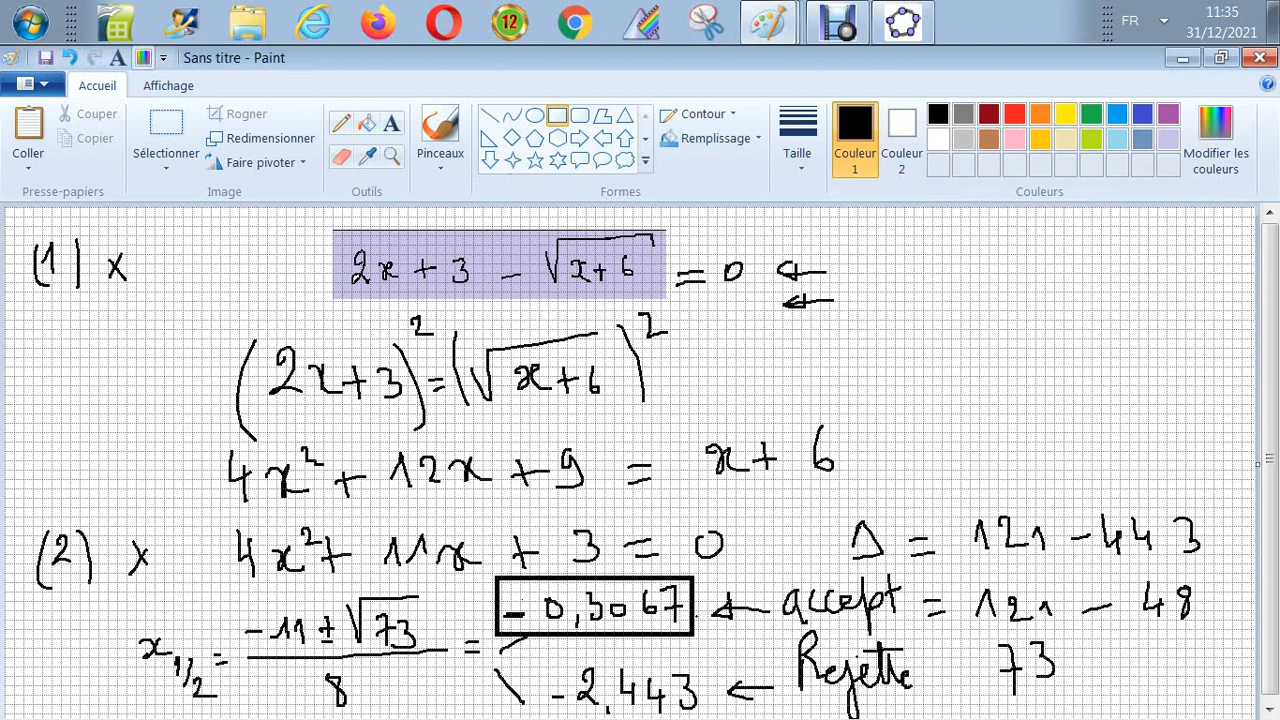 12
FR
11:35
31/12/2021
Sans titre - Paint
Accueil
Affichage
Coller
Couper
Copier
Presse-papiers
Sélectionner
Rogner
Redimensionner
Faire pivoter
Image
A
Outils
Pinceaux
Contour
Remplissage
Formes
Taille
Couleur 1
Couleur 2
Modifier les couleurs
Couleurs
(1) x 2x + 3 - √(x+6) = 0
(2x+3)² = (√(x+6))²
4x² + 12x + 9 = x + 6
(2) x 4x² + 11x + 3 = 0 Δ = 121 - 4 4 3
x1/2 = (-11 ± √73)/8 = - 0,3067 ← accept = 121 - 48
- 2,443 ← Rejette 73